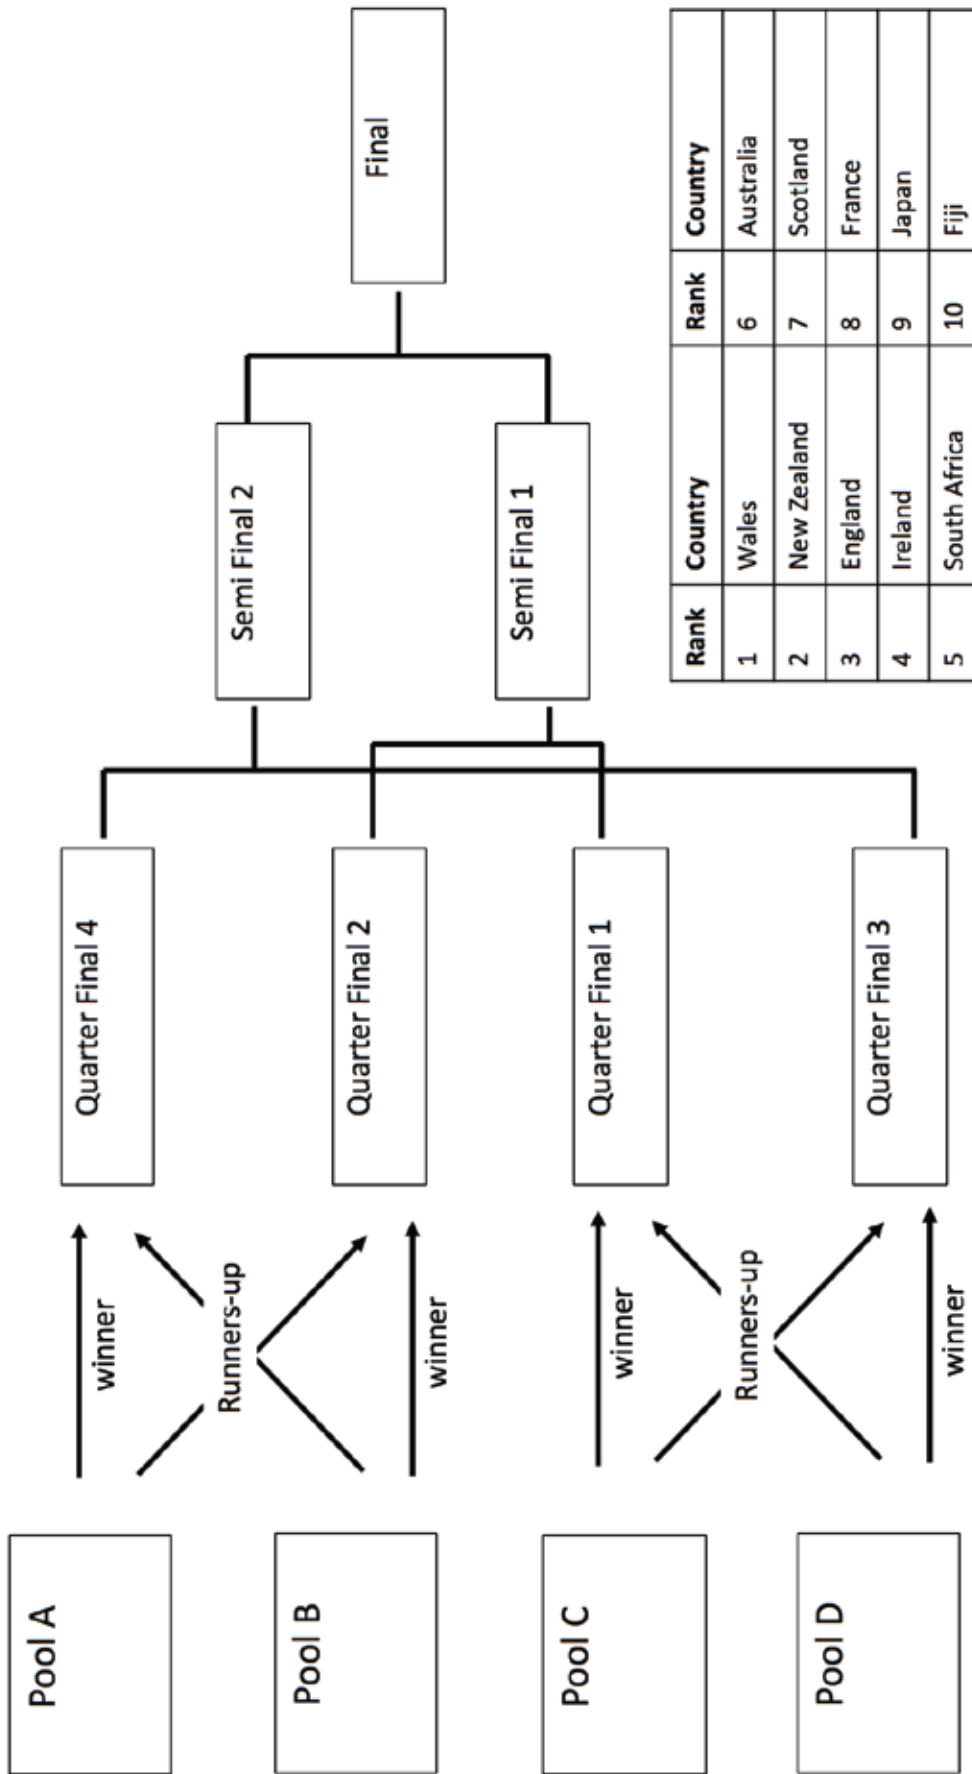 Pool A
Pool B
Pool C
Pool D
winner
Runners-up
winner
winner
Runners-up
winner
Quarter Final 4
Quarter Final 2
Quarter Final 1
Quarter Final 3
Semi Final 2
Semi Final 1
Final
Rank Country Rank Country
1 Wales 6 Australia
2 New Zealand 7 Scotland
3 England 8 France
4 Ireland 9 Japan
5 South Africa 10 Fiji